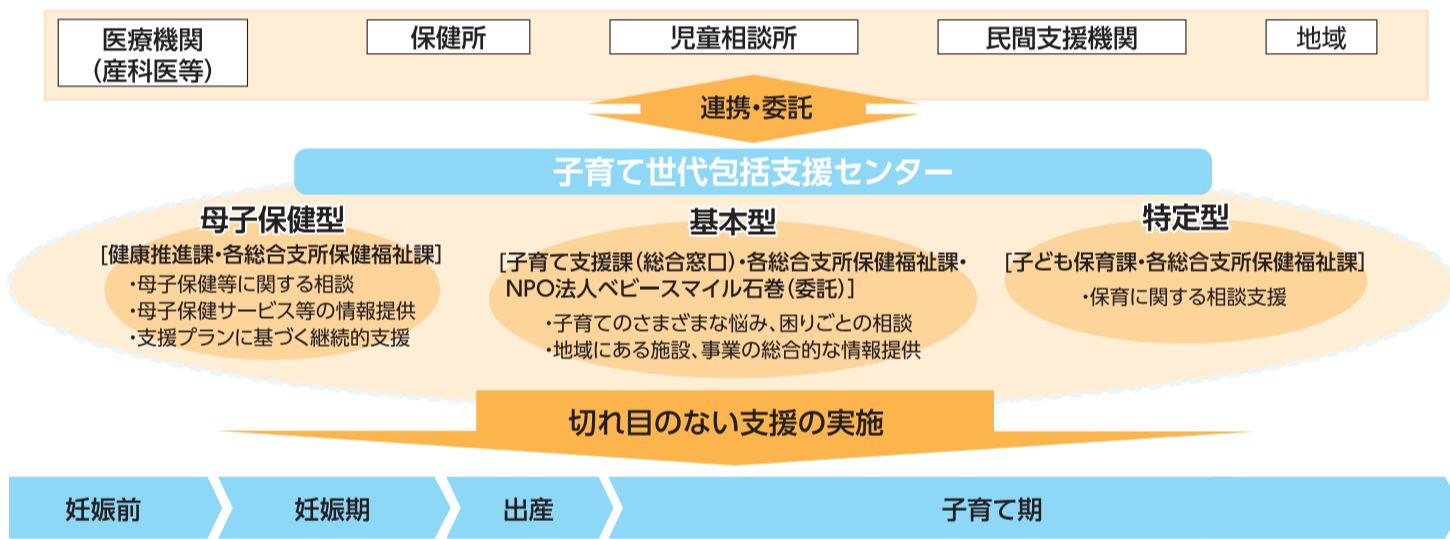 医療機関
(産科医等)
保健所
児童相談所
民間支援機関
地域
連携・委託
子育て世代包括支援センター
母子保健型
[健康推進課・各総合支所保健福祉課]
・母子保健等に関する相談
・母子保健サービス等の情報提供
・支援プランに基づく継続的支援
基本型
[子育て支援課(総合窓口)・各総合支所保健福祉課・
NPO法人ベビースマイル石巻(委託)]
・子育てのさまざまな悩み、困りごとの相談
・地域にある施設、事業の総合的な情報提供
特定型
[子ども保育課・各総合支所保健福祉課]
・保育に関する相談支援
切れ目のない支援の実施
妊娠前
妊娠期
出産
子育て期